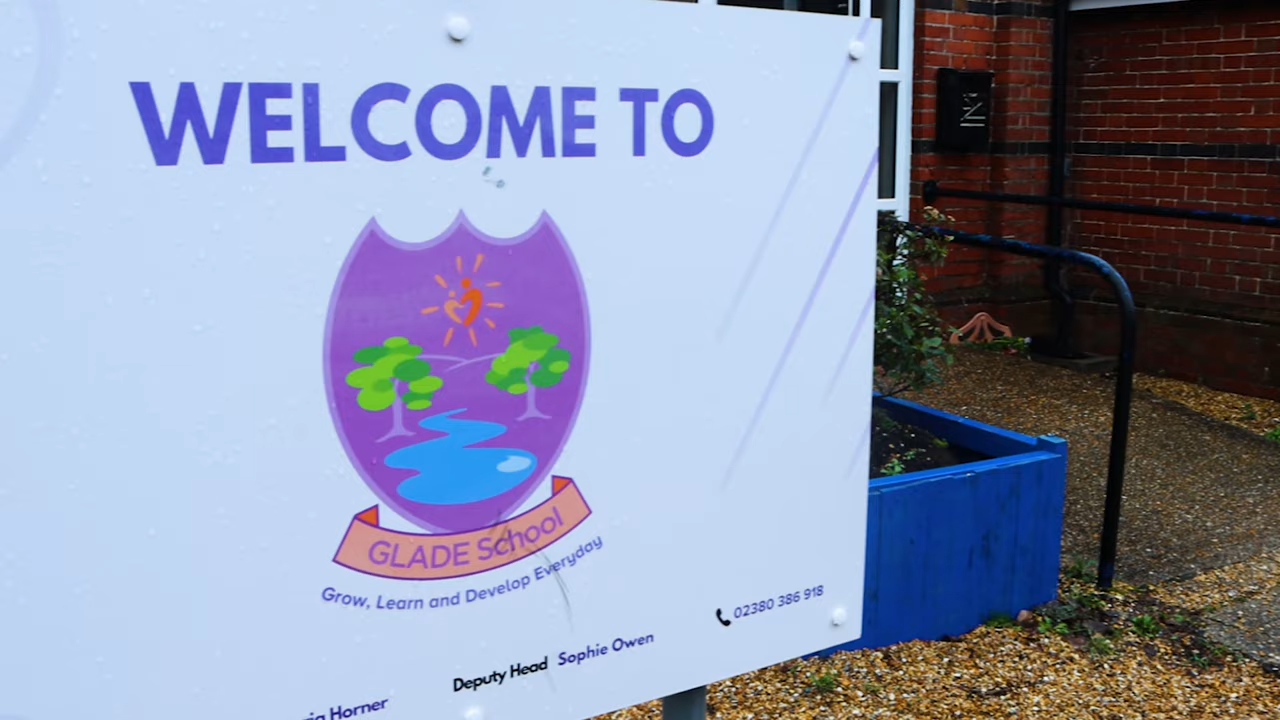 WELCOME TO
GLADE School
Grow, Learn and Develop Everyday
02380 386 918
Deputy Head Sophie Owen
Horner